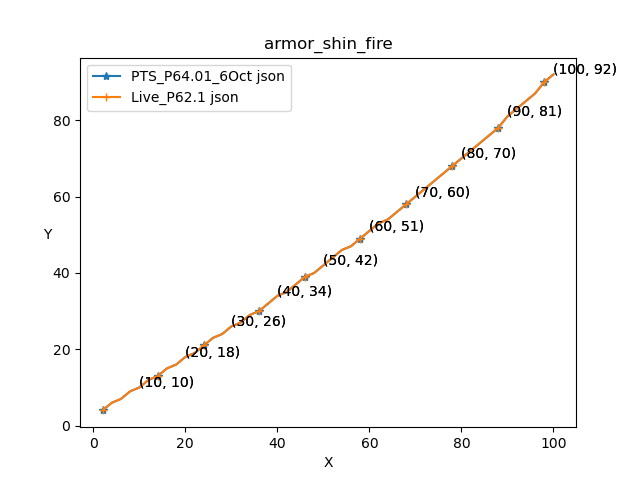 armor_shin_fire
PTS_P64.01_6Oct json
Live_P62.1 json
(100, 92)
(90, 81)
(80, 70)
(70, 60)
(60, 51)
(50, 42)
(40, 34)
(30, 26)
(20, 18)
(10, 10)
80
60
40
20
0
Y
0 20 40 60 80 100
X